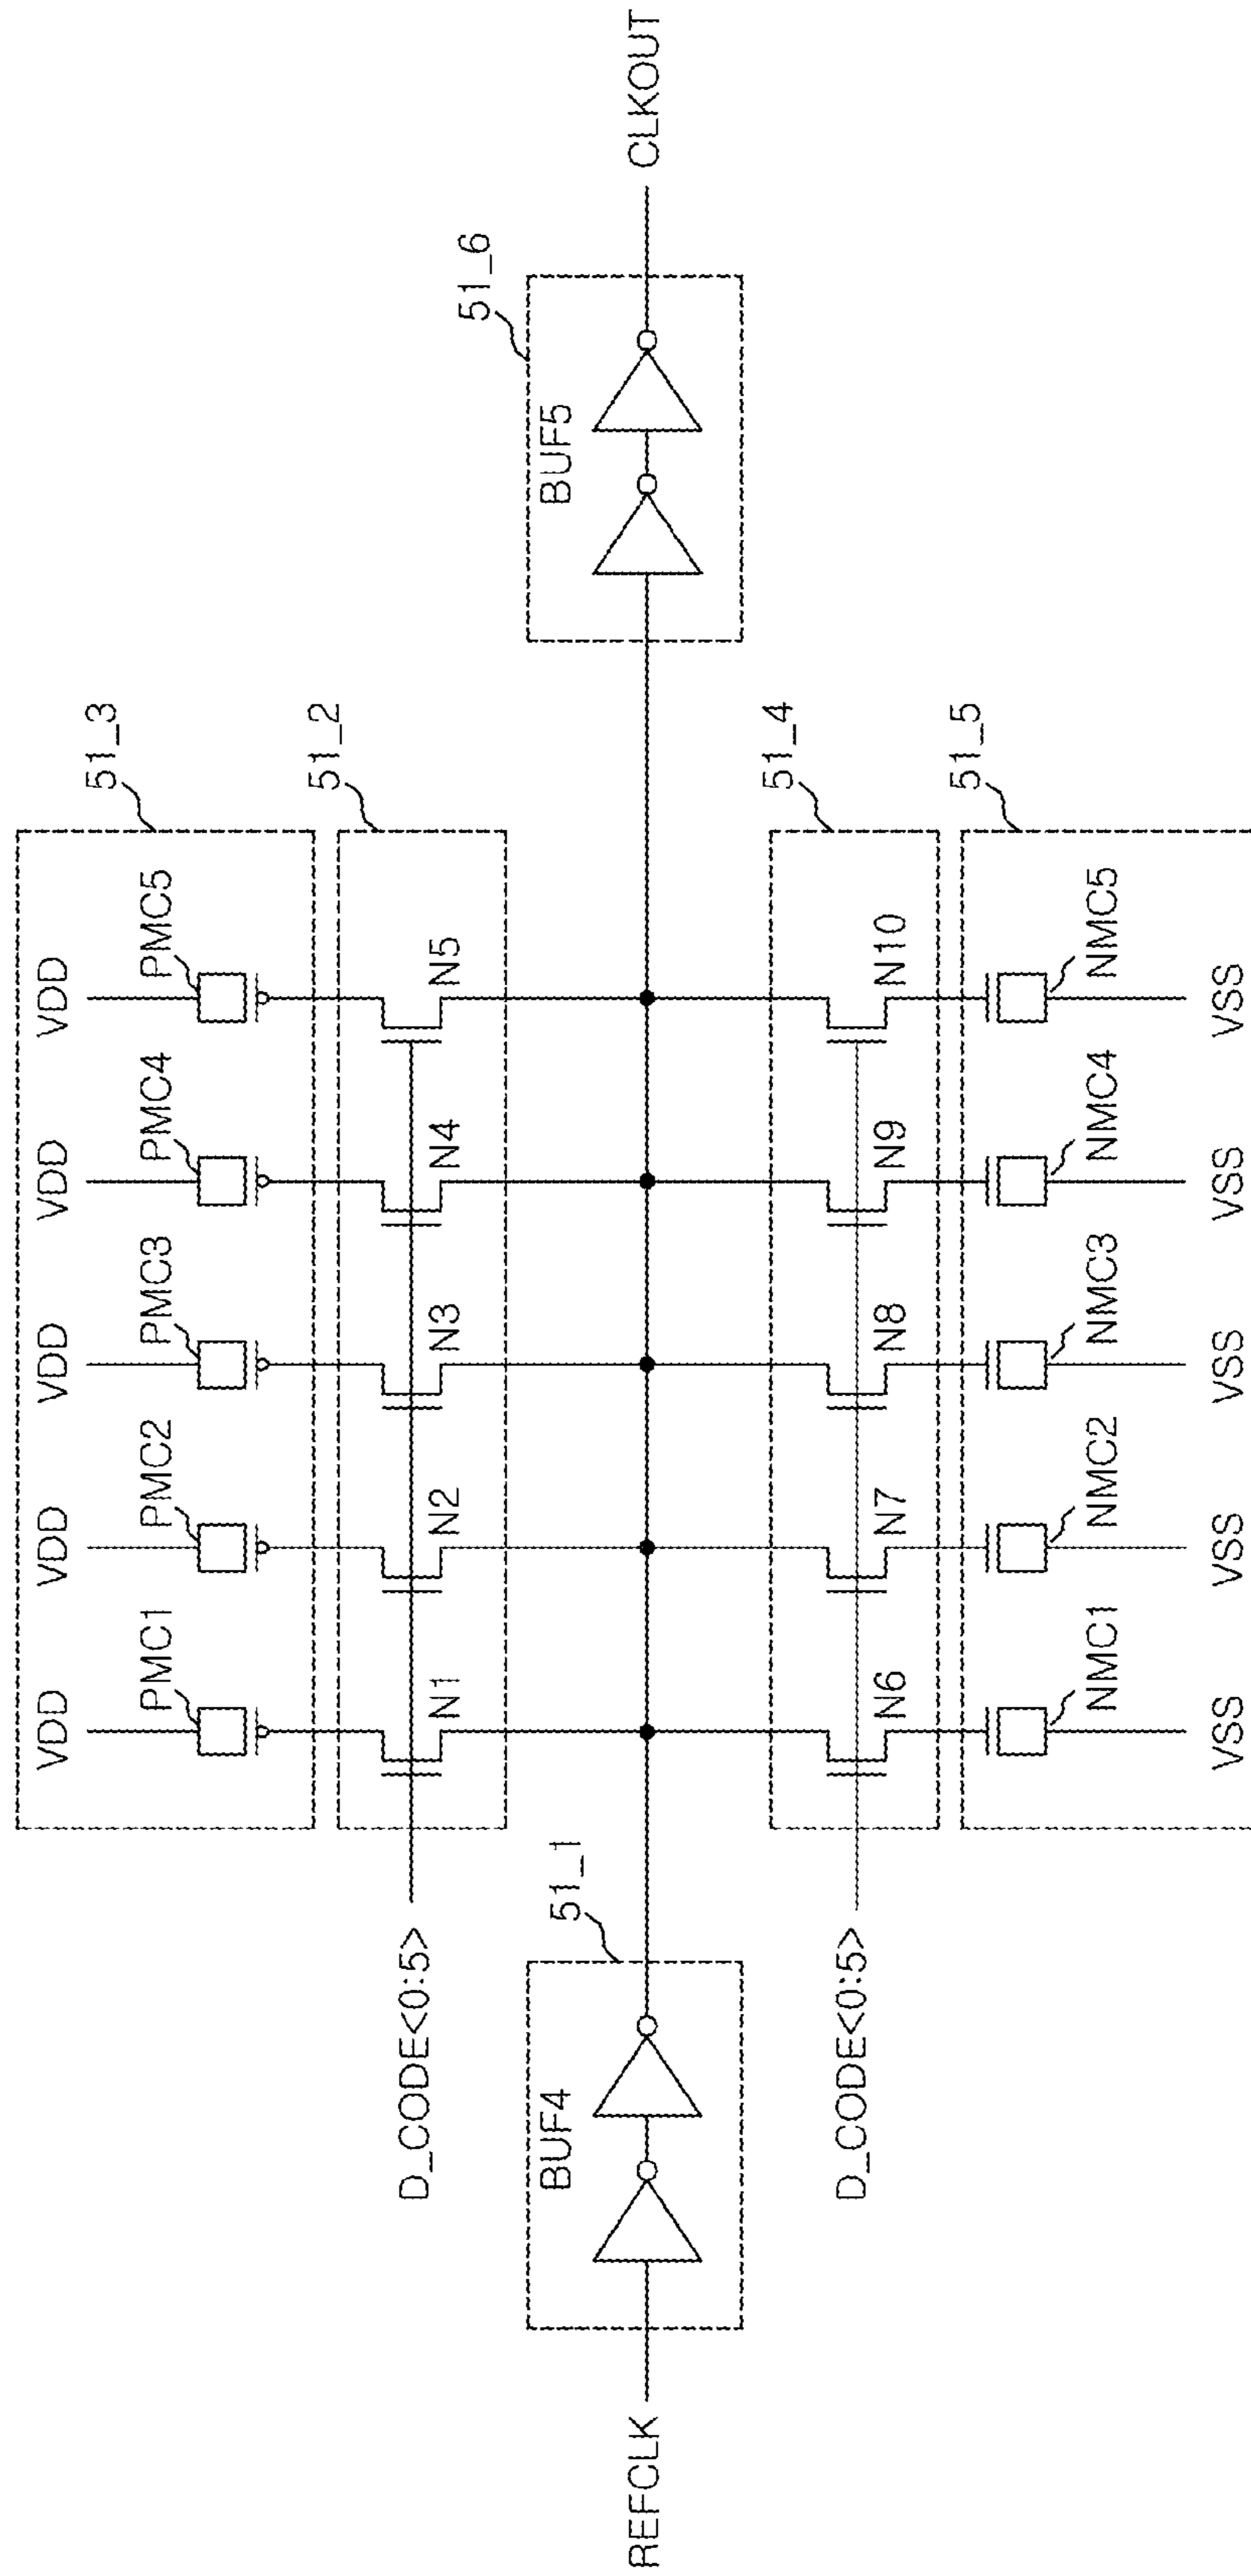 51_3
VDD VDD VDD VDD VDD
PMC1 PMC2 PMC3 PMC4 PMC5
51_2
D_CODE<0:5>
N1 N2 N3 N4 N5
51_1
BUF4
REFCLK
51_6
BUF5
CLKOUT
51_4
D_CODE<0:5>
N6 N7 N8 N9 N10
51_5
NMC1 NMC2 NMC3 NMC4 NMC5
VSS VSS VSS VSS VSS